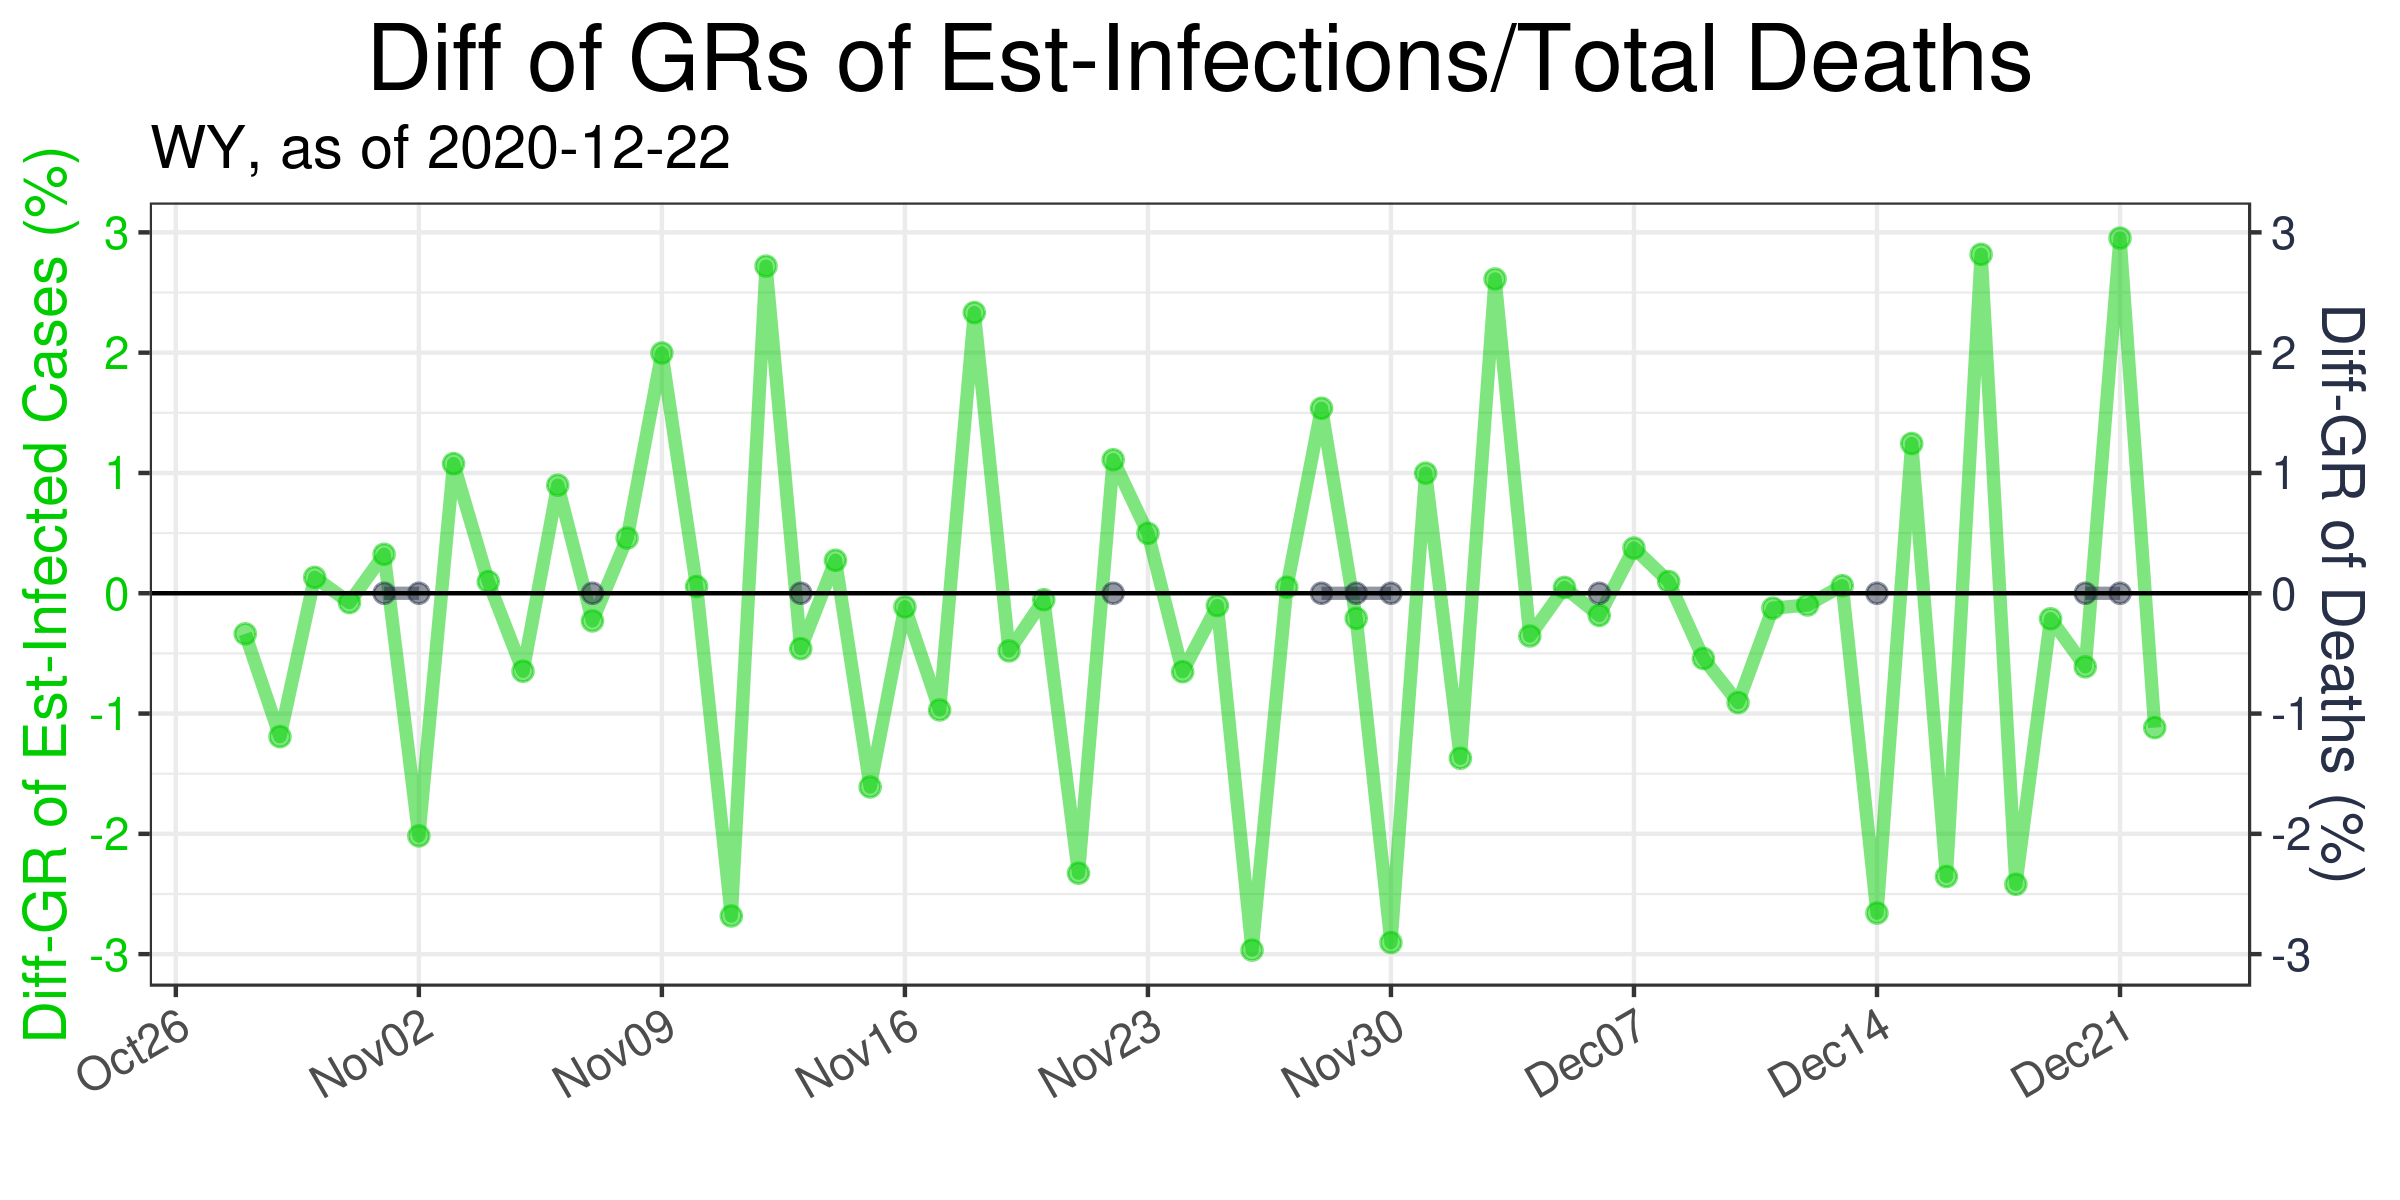 Diff of GRs of Est-Infections/Total Deaths
WY, as of 2020-12-22
Diff-GR of Est-Infected Cases (%)
3
2
1
0
-1
-2
-3
3
2
1
0
-1
-2
-3
Diff-GR of Deaths (%)
Oct26
Nov02
Nov09
Nov16
Nov23
Nov30
Dec07
Dec14
Dec21